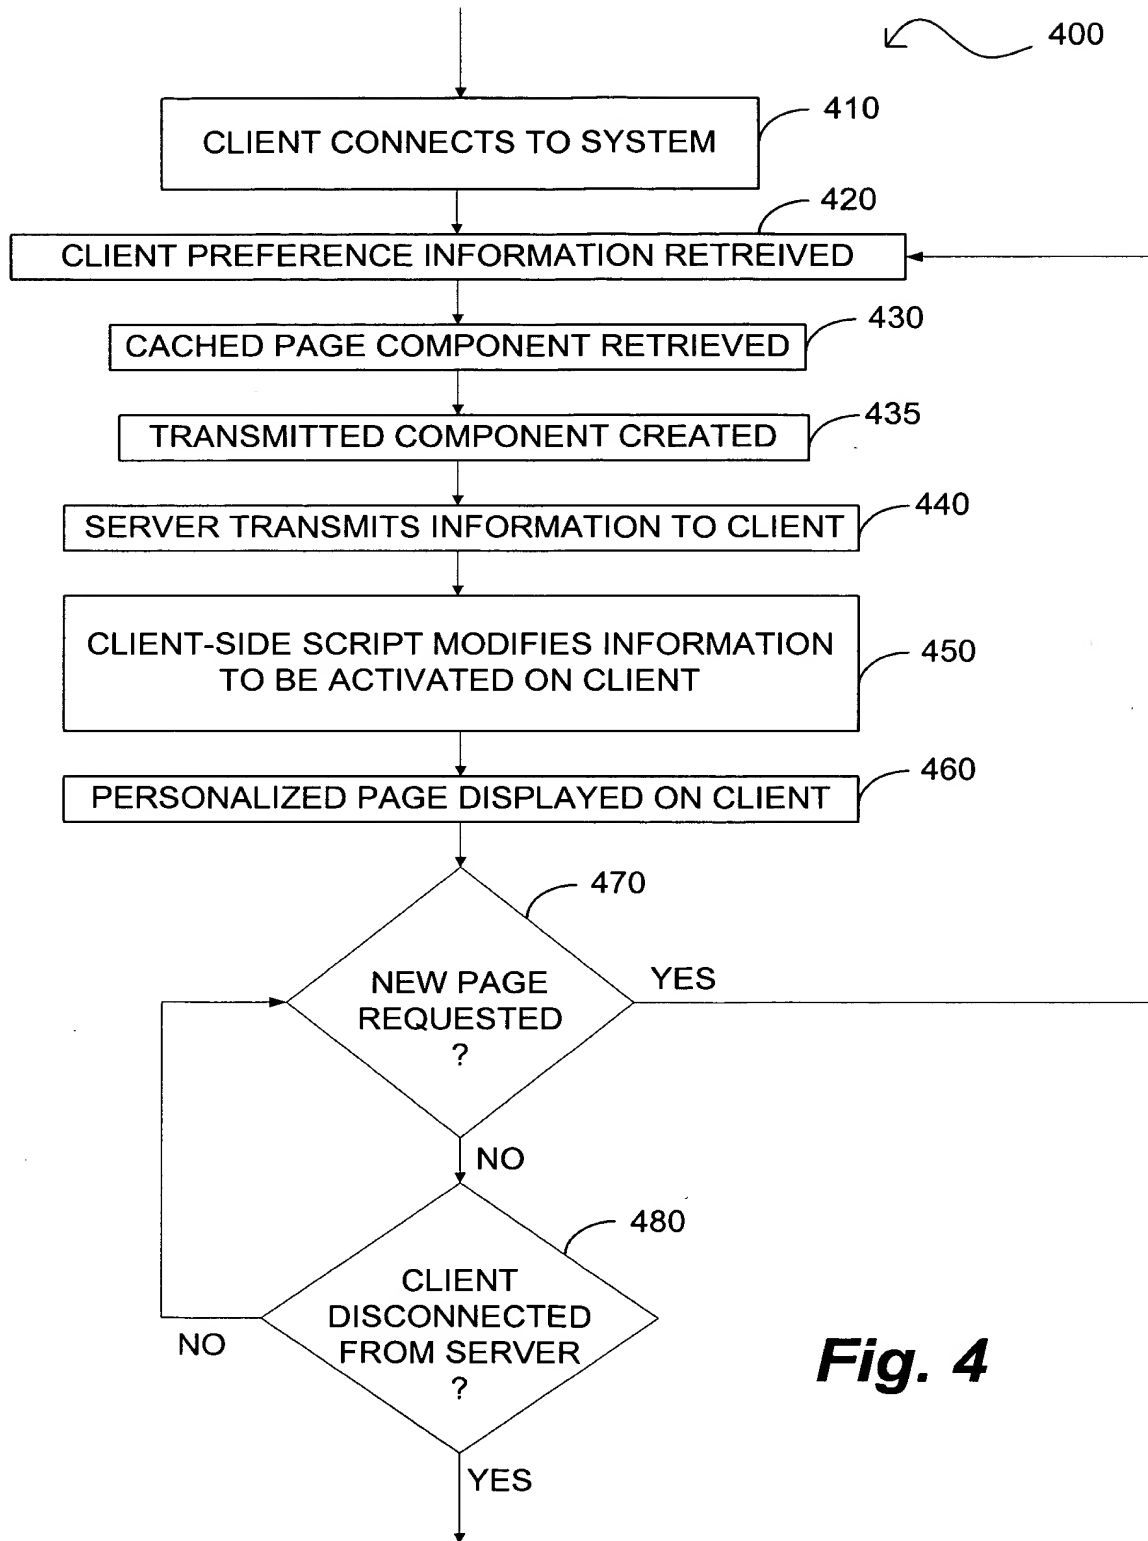 400
410
CLIENT CONNECTS TO SYSTEM
420
CLIENT PREFERENCE INFORMATION RETREIVED
430
CACHED PAGE COMPONENT RETRIEVED
435
TRANSMITTED COMPONENT CREATED
440
SERVER TRANSMITS INFORMATION TO CLIENT
450
CLIENT-SIDE SCRIPT MODIFIES INFORMATION
TO BE ACTIVATED ON CLIENT
460
PERSONALIZED PAGE DISPLAYED ON CLIENT
470
NEW PAGE
REQUESTED
?
YES
NO
480
CLIENT
DISCONNECTED
FROM SERVER
?
NO
YES
Fig. 4